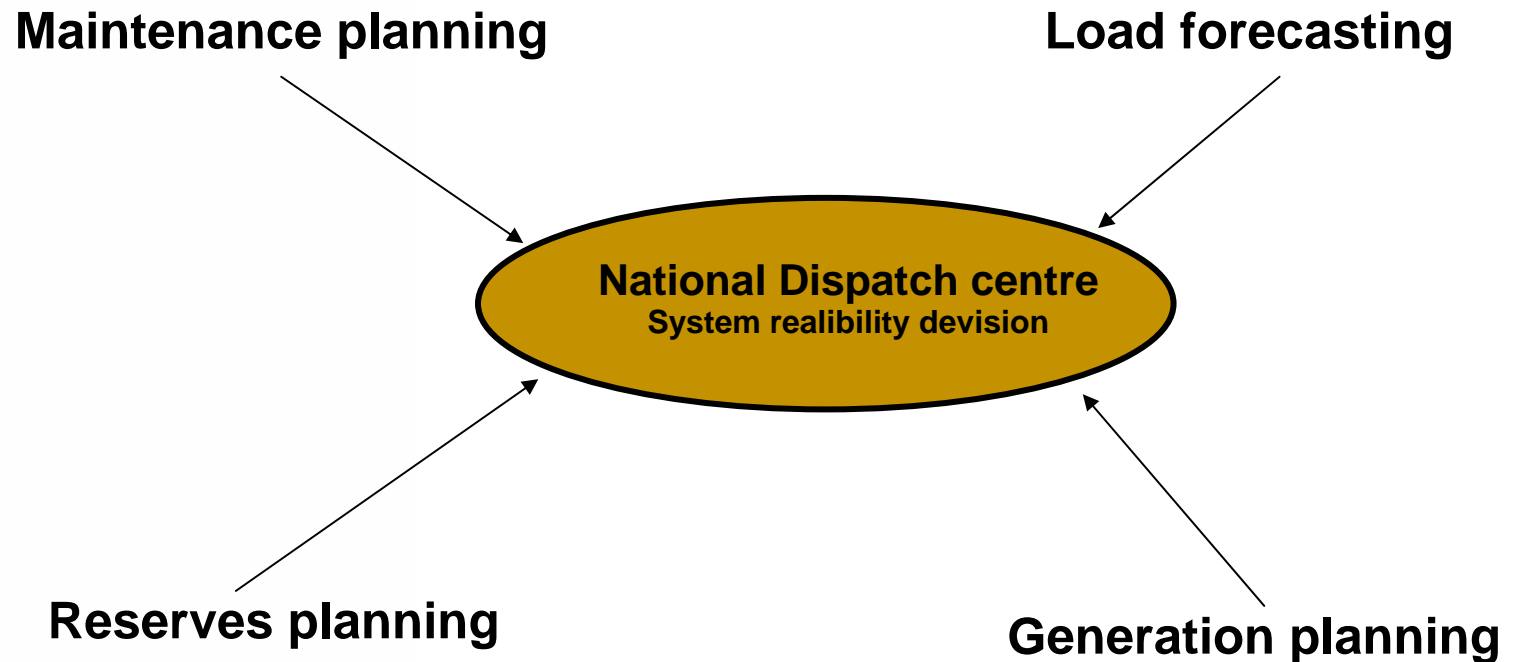 Maintenance planning
Load forecasting
National Dispatch centre
System realibility devision
Reserves planning
Generation planning